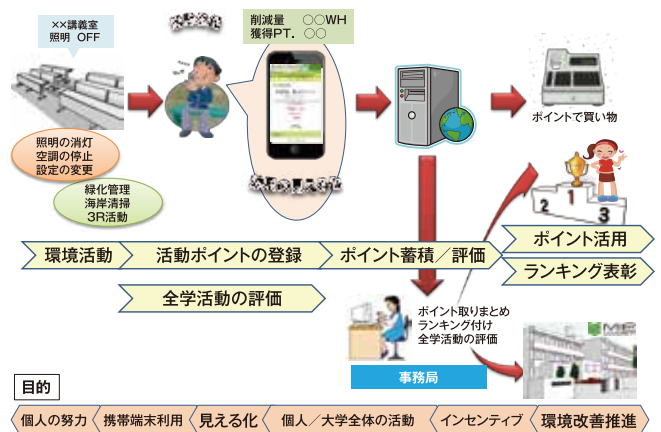 ××講義室
照明 OFF
削減量 ○○WH
獲得PT. ○○
照明の消灯
空調の停止
設定の変更
緑化管理
海岸清掃
3R活動
ポイントで買い物
1
2
3
環境活動
活動ポイントの登録
ポイント蓄積／評価
ポイント活用
ランキング表彰
全学活動の評価
ポイント取りまとめ
ランキング付け
全学活動の評価
事務局
目的
個人の努力
携帯端末利用
見える化
個人／大学全体の活動
インセンティブ
環境改善推進